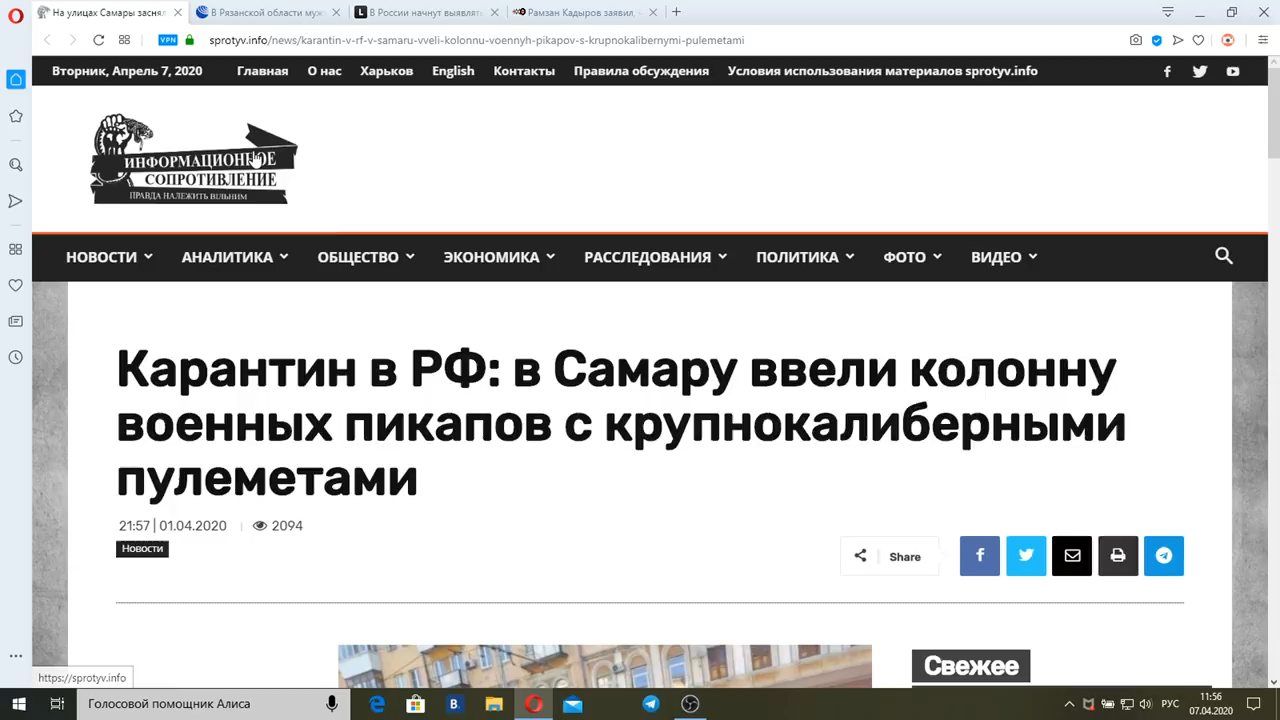 На улицах Самары заснял
В Рязанской области муж
В России начнут выявлять
Рамзан Кадыров заявил, ч
VPN
sprotyv.info/news/karantin-v-rf-v-samaru-vveli-kolonnu-voennyh-pikapov-s-krupnokalibernymi-pulemetami
Вторник, Апрель 7, 2020
Главная
О нас
Харьков
English
Контакты
Правила обсуждения
Условия использования материалов sprotyv.info
ИНФОРМАЦИОННОЕ
СОПРОТИВЛЕНИЕ
ПРАВДА НАЛЕЖИТЬ ВІЛЬНИМ
НОВОСТИ
АНАЛИТИКА
ОБЩЕСТВО
ЭКОНОМИКА
РАССЛЕДОВАНИЯ
ПОЛИТИКА
ФОТО
ВИДЕО
Карантин в РФ: в Самару ввели колонну
военных пикапов с крупнокалиберными
пулеметами
21:57 | 01.04.2020
2094
Новости
Share
Свежее
https://sprotyv.info
Голосовой помощник Алиса
РУС
11:56
07.04.2020